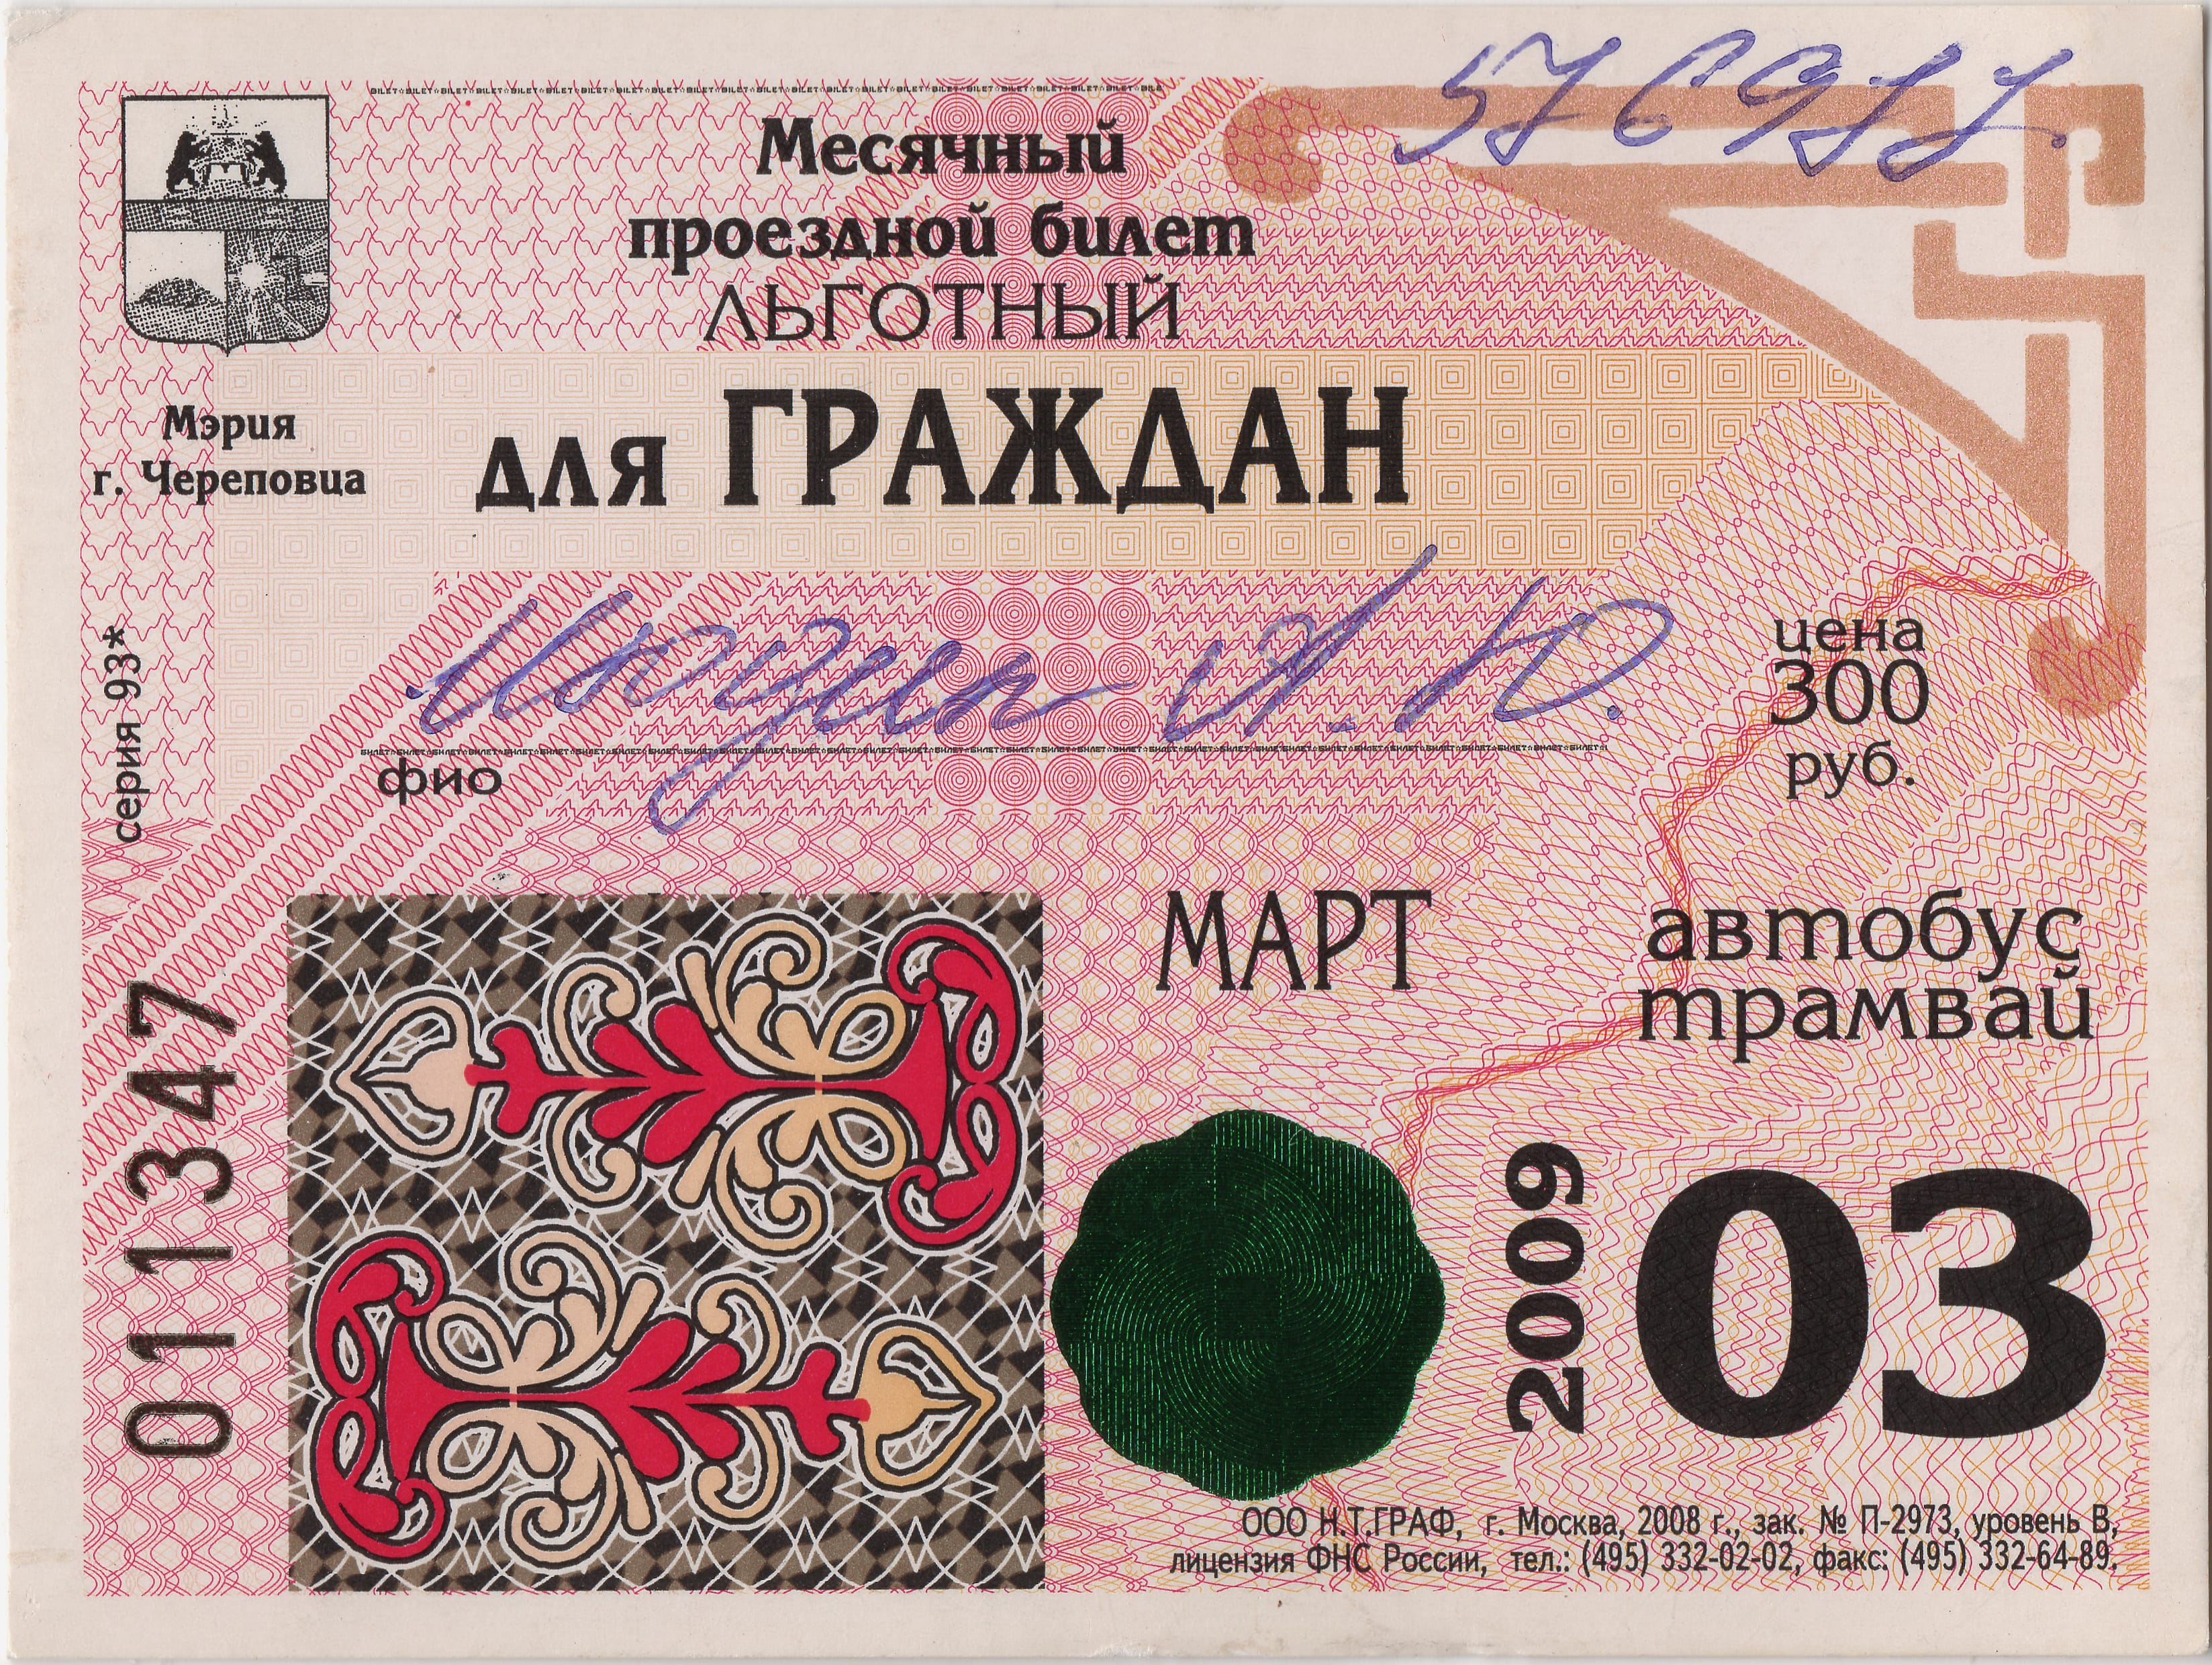 Месячный
проездной билет
ЛЬГОТНЫЙ
Мэрия
г. Череповца
для ГРАЖДАН
А.Ю.
фио
цена
300
руб.
серия 93*
011347
МАРТ
автобус
трамвай
2009
03
ООО Н.Т.ГРАФ, г. Москва, 2008 г., зак. № П-2973, уровень В,
лицензия ФНС России, тел.: (495) 332-02-02, факс: (495) 332-64-89.